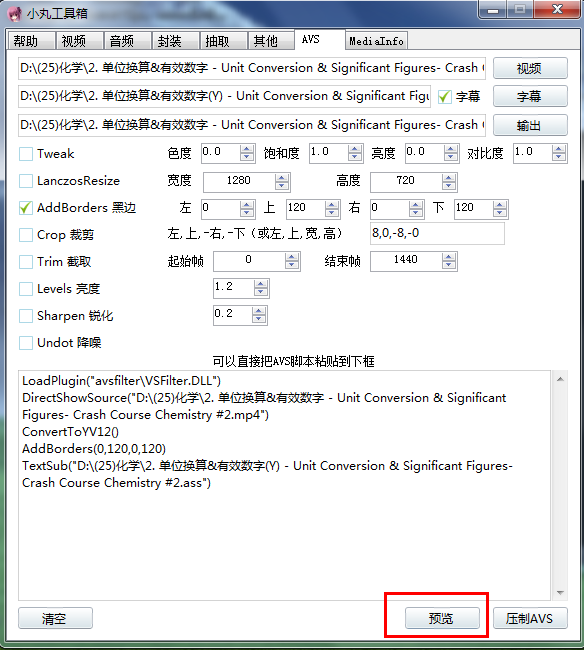 小丸工具箱
帮助 视频 音频 封装 抽取 其他 AVS MediaInfo
D:\(25)化学\2. 单位换算&有效数字 - Unit Conversion & Significant Figures- Crash C 视频
D:\(25)化学\2. 单位换算&有效数字(Y) - Unit Conversion & Significant Figu 字幕 字幕
D:\(25)化学\2. 单位换算&有效数字 - Unit Conversion & Significant Figures- Crash C 输出
Tweak 色度 0.0 饱和度 1.0 亮度 0.0 对比度 1.0
LanczosResize 宽度 1280 高度 720
AddBorders 黑边 左 0 上 120 右 0 下 120
Crop 裁剪 左,上,-右,-下(或左,上,宽,高) 8,0,-8,-0
Trim 截取 起始帧 0 结束帧 1440
Levels 亮度 1.2
Sharpen 锐化 0.2
Undot 降噪
可以直接把AVS脚本粘贴到下框
LoadPlugin("avsfilter\VSFilter.DLL")
DirectShowSource("D:\(25)化学\2. 单位换算&有效数字 - Unit Conversion & Significant
Figures- Crash Course Chemistry #2.mp4")
ConvertToYV12()
AddBorders(0,120,0,120)
TextSub("D:\(25)化学\2. 单位换算&有效数字(Y) - Unit Conversion & Significant Figures-
Crash Course Chemistry #2.ass")
清空 预览 压制AVS